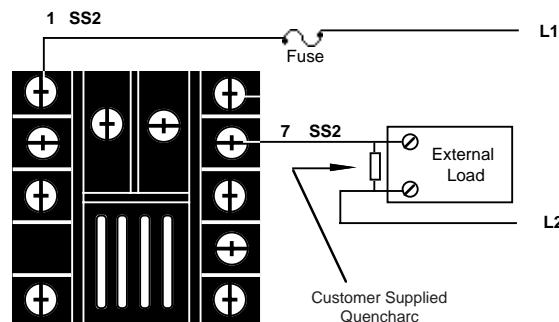 1 SS2
L1
Fuse
7 SS2
External
Load
L2
Customer Supplied
Quencharc